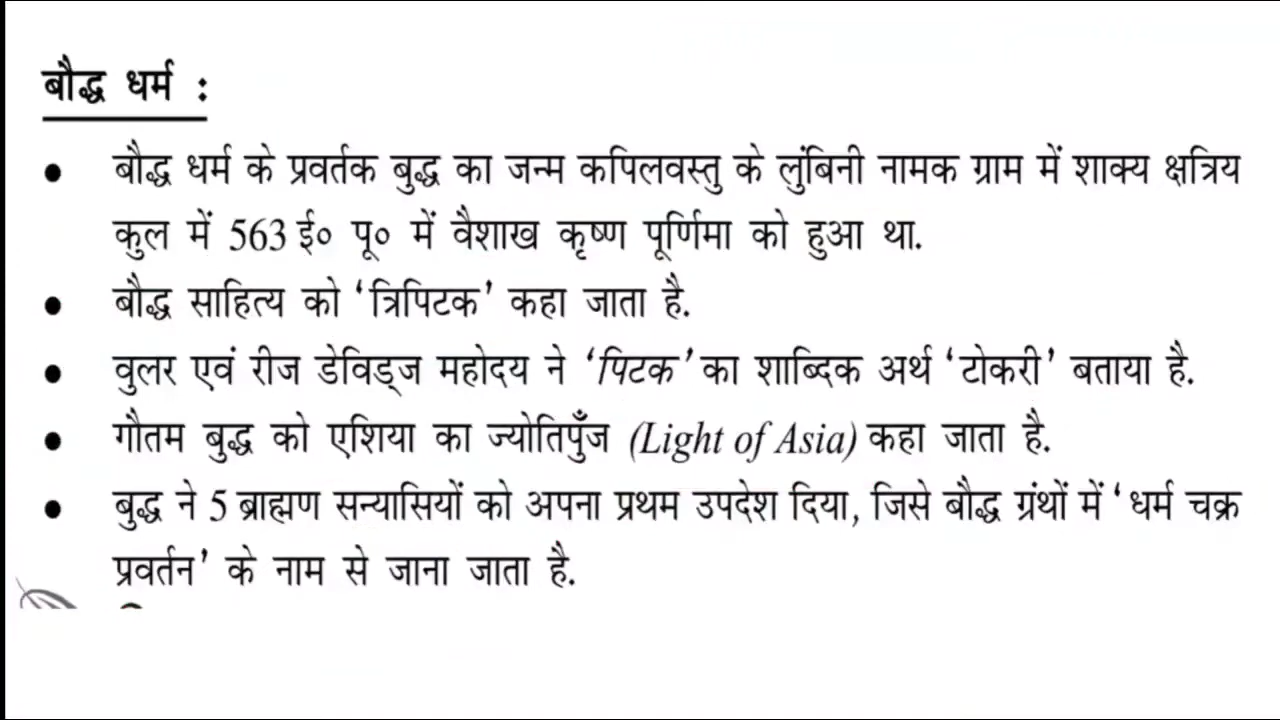 बौद्ध धर्म :
• बौद्ध धर्म के प्रवर्तक बुद्ध का जन्म कपिलवस्तु के लुंबिनी नामक ग्राम में शाक्य क्षत्रिय
कुल में 563 ई० पू० में वैशाख कृष्ण पूर्णिमा को हुआ था.
• बौद्ध साहित्य को ‘त्रिपिटक’ कहा जाता है.
• वुलर एवं रीज डेविड्ज महोदय ने ‘पिटक’ का शाब्दिक अर्थ ‘टोकरी’ बताया है.
• गौतम बुद्ध को एशिया का ज्योतिपुँज (Light of Asia) कहा जाता है.
• बुद्ध ने 5 ब्राह्मण सन्यासियों को अपना प्रथम उपदेश दिया, जिसे बौद्ध ग्रंथों में ‘धर्म चक्र
प्रवर्तन’ के नाम से जाना जाता है.